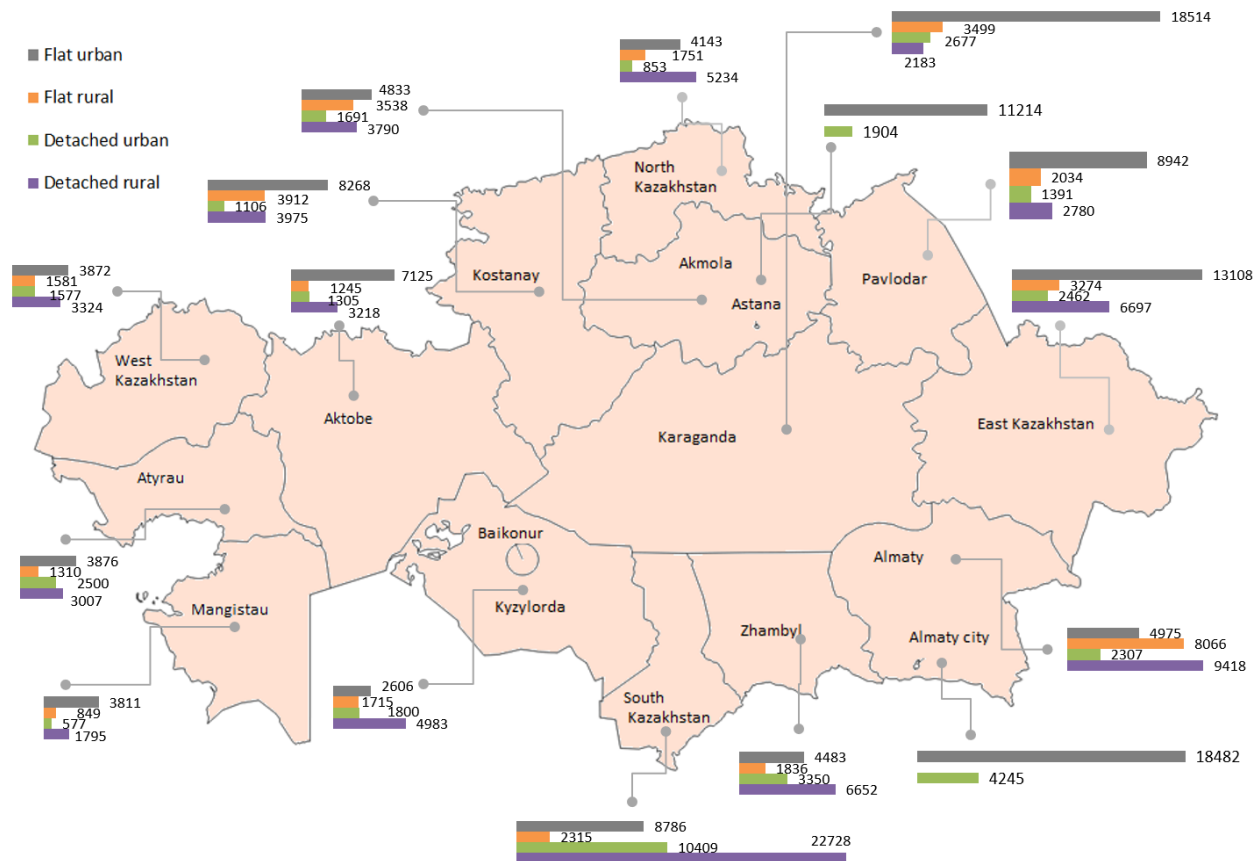 Flat urban
Flat rural
Detached urban
Detached rural
18514
3499
2677
2183
4143
1751
853
5234
4833
3538
1691
3790
11214
1904
8942
2034
1391
2780
8268
3912
1106
3975
3872
1581
1577
3324
7125
1245
1305
3218
13108
3274
2462
6697
North
Kazakhstan
Kostanay
Akmola
Astana
Pavlodar
West
Kazakhstan
Aktobe
Karaganda
East Kazakhstan
Atyrau
Baikonur
Almaty
Mangistau
Kyzylorda
Zhambyl
Almaty city
South
Kazakhstan
3876
1310
2500
3007
3811
849
577
1795
2606
1715
1800
4983
4975
8066
2307
9418
4483
1836
3350
6652
18482
4245
8786
2315
10409
22728